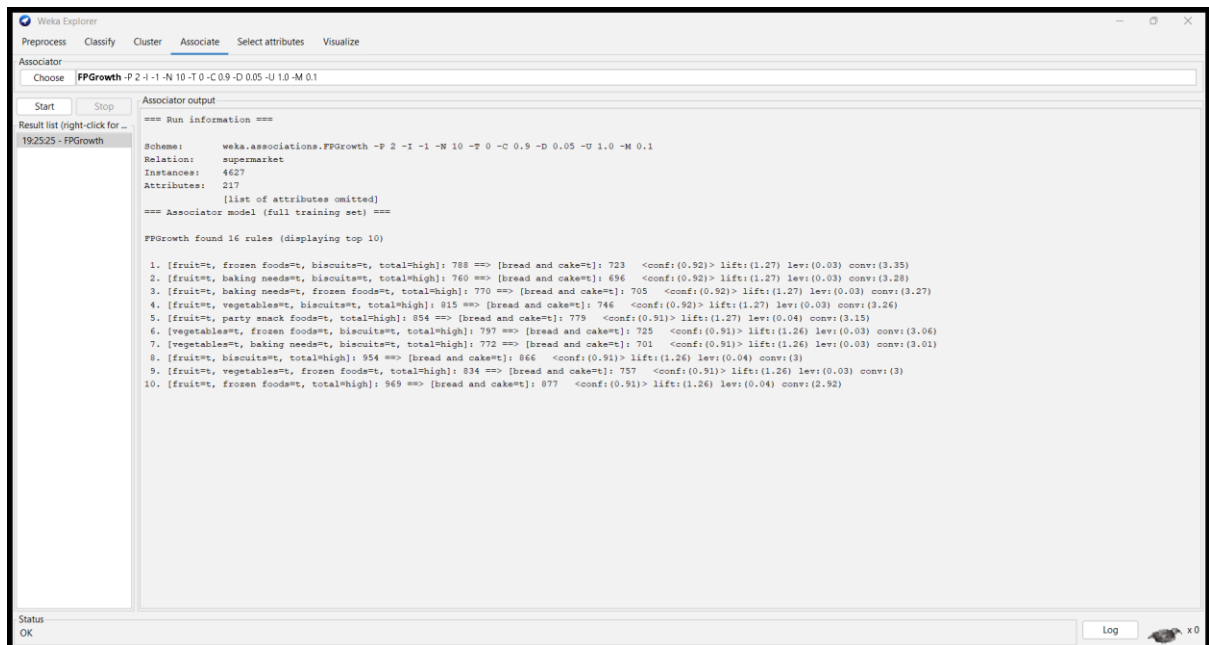 Weka Explorer
Preprocess Classify Cluster Associate Select attributes Visualize
Associator
Choose FPGrowth -P 2 -I -1 -N 10 -T 0 -C 0.9 -D 0.05 -U 1.0 -M 0.1
Start Stop
Result list (right-click for ...
19:25:25 - FPGrowth
Associator output
=== Run information ===
Scheme: weka.associations.FPGrowth -P 2 -I -1 -N 10 -T 0 -C 0.9 -D 0.05 -U 1.0 -M 0.1
Relation: supermarket
Instances: 4627
Attributes: 217
[list of attributes omitted]
=== Associator model (full training set) ===
FPGrowth found 16 rules (displaying top 10)
1. [fruit=t, frozen foods=t, biscuits=t, total=high]: 788 ==> [bread and cake=t]: 723 <conf:(0.92)> lift:(1.27) lev:(0.03) conv:(3.35)
2. [fruit=t, baking needs=t, biscuits=t, total=high]: 760 ==> [bread and cake=t]: 696 <conf:(0.92)> lift:(1.27) lev:(0.03) conv:(3.28)
3. [fruit=t, baking needs=t, frozen foods=t, total=high]: 770 ==> [bread and cake=t]: 705 <conf:(0.92)> lift:(1.27) lev:(0.03) conv:(3.27)
4. [fruit=t, vegetables=t, biscuits=t, total=high]: 815 ==> [bread and cake=t]: 746 <conf:(0.92)> lift:(1.27) lev:(0.03) conv:(3.26)
5. [fruit=t, party snack foods=t, total=high]: 854 ==> [bread and cake=t]: 779 <conf:(0.91)> lift:(1.27) lev:(0.04) conv:(3.15)
6. [vegetables=t, frozen foods=t, biscuits=t, total=high]: 797 ==> [bread and cake=t]: 725 <conf:(0.91)> lift:(1.26) lev:(0.03) conv:(3.06)
7. [vegetables=t, baking needs=t, biscuits=t, total=high]: 772 ==> [bread and cake=t]: 701 <conf:(0.91)> lift:(1.26) lev:(0.03) conv:(3.01)
8. [fruit=t, biscuits=t, total=high]: 954 ==> [bread and cake=t]: 866 <conf:(0.91)> lift:(1.26) lev:(0.04) conv:(3)
9. [fruit=t, vegetables=t, frozen foods=t, total=high]: 834 ==> [bread and cake=t]: 757 <conf:(0.91)> lift:(1.26) lev:(0.03) conv:(3)
10. [fruit=t, frozen foods=t, total=high]: 969 ==> [bread and cake=t]: 877 <conf:(0.91)> lift:(1.26) lev:(0.04) conv:(2.92)
Status
OK
Log x 0